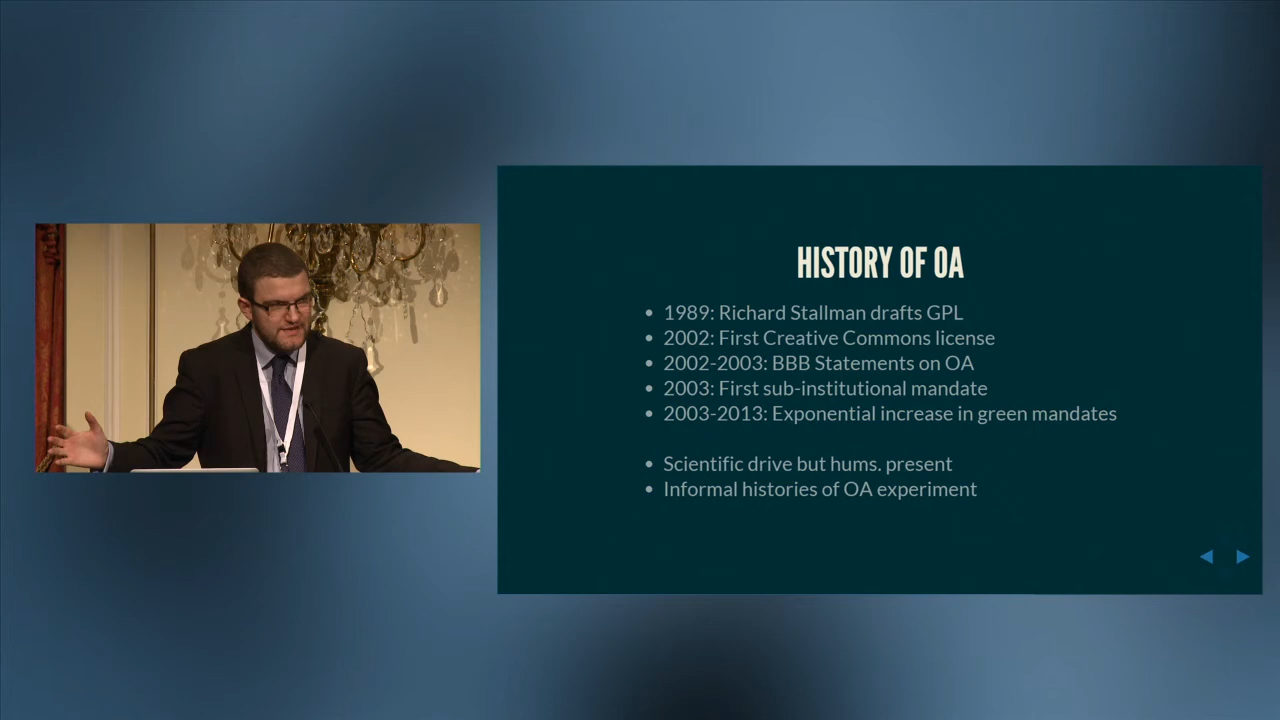 HISTORY OF OA
• 1989: Richard Stallman drafts GPL
• 2002: First Creative Commons license
• 2002-2003: BBB Statements on OA
• 2003: First sub-institutional mandate
• 2003-2013: Exponential increase in green mandates
• Scientific drive but hums. present
• Informal histories of OA experiment